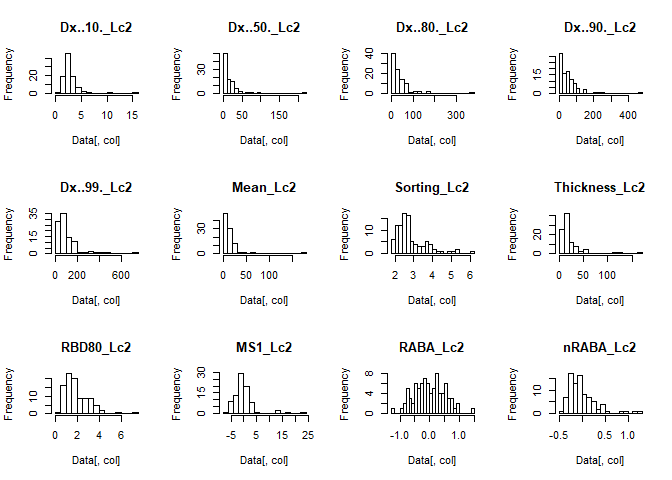 Dx..10._Lc2 Dx..50._Lc2 Dx..80._Lc2 Dx..90._Lc2
Frequency Frequency Frequency Frequency
0 20 0 30 0 20 40 0 15
0 5 10 15 0 50 150 0 100 300 0 200 400
Data[, col] Data[, col] Data[, col] Data[, col]
Dx..99._Lc2 Mean_Lc2 Sorting_Lc2 Thickness_Lc2
Frequency Frequency Frequency Frequency
0 15 35 0 30 0 10 0 20
0 200 600 0 50 100 2 3 4 5 6 0 50 100
Data[, col] Data[, col] Data[, col] Data[, col]
RBD80_Lc2 MS1_Lc2 RABA_Lc2 nRABA_Lc2
Frequency Frequency Frequency Frequency
0 10 0 10 20 30 0 4 8 0 10
0 2 4 6 -5 5 15 25 -1.0 0.0 1.0 -0.5 0.5 1.0
Data[, col] Data[, col] Data[, col] Data[, col]